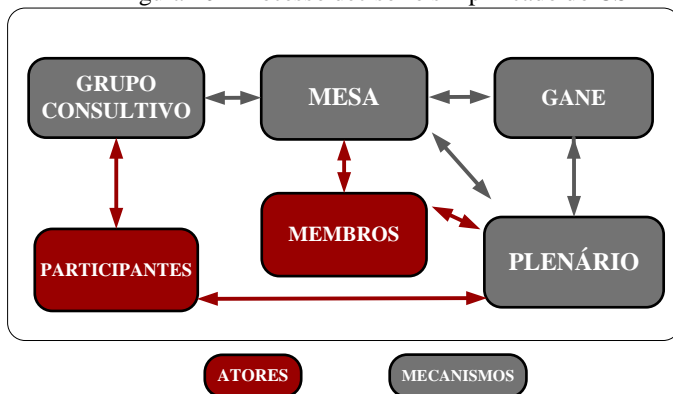 GRUPO
CONSULTIVO
MESA
GANE
MEMBROS
PARTICIPANTES
PLENÁRIO
ATORES
MECANISMOS